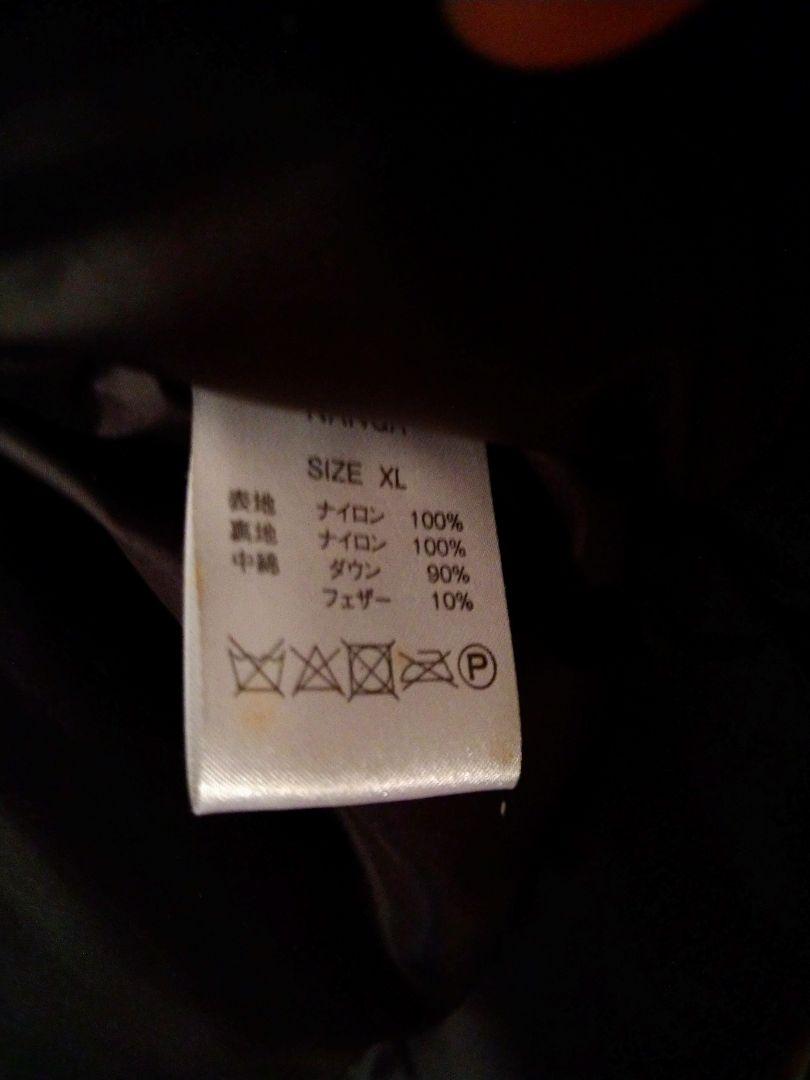 NANGA
SIZE XL
表地 ナイロン 100%
裏地 ナイロン 100%
中綿 ダウン 90%
フェザー 10%
P